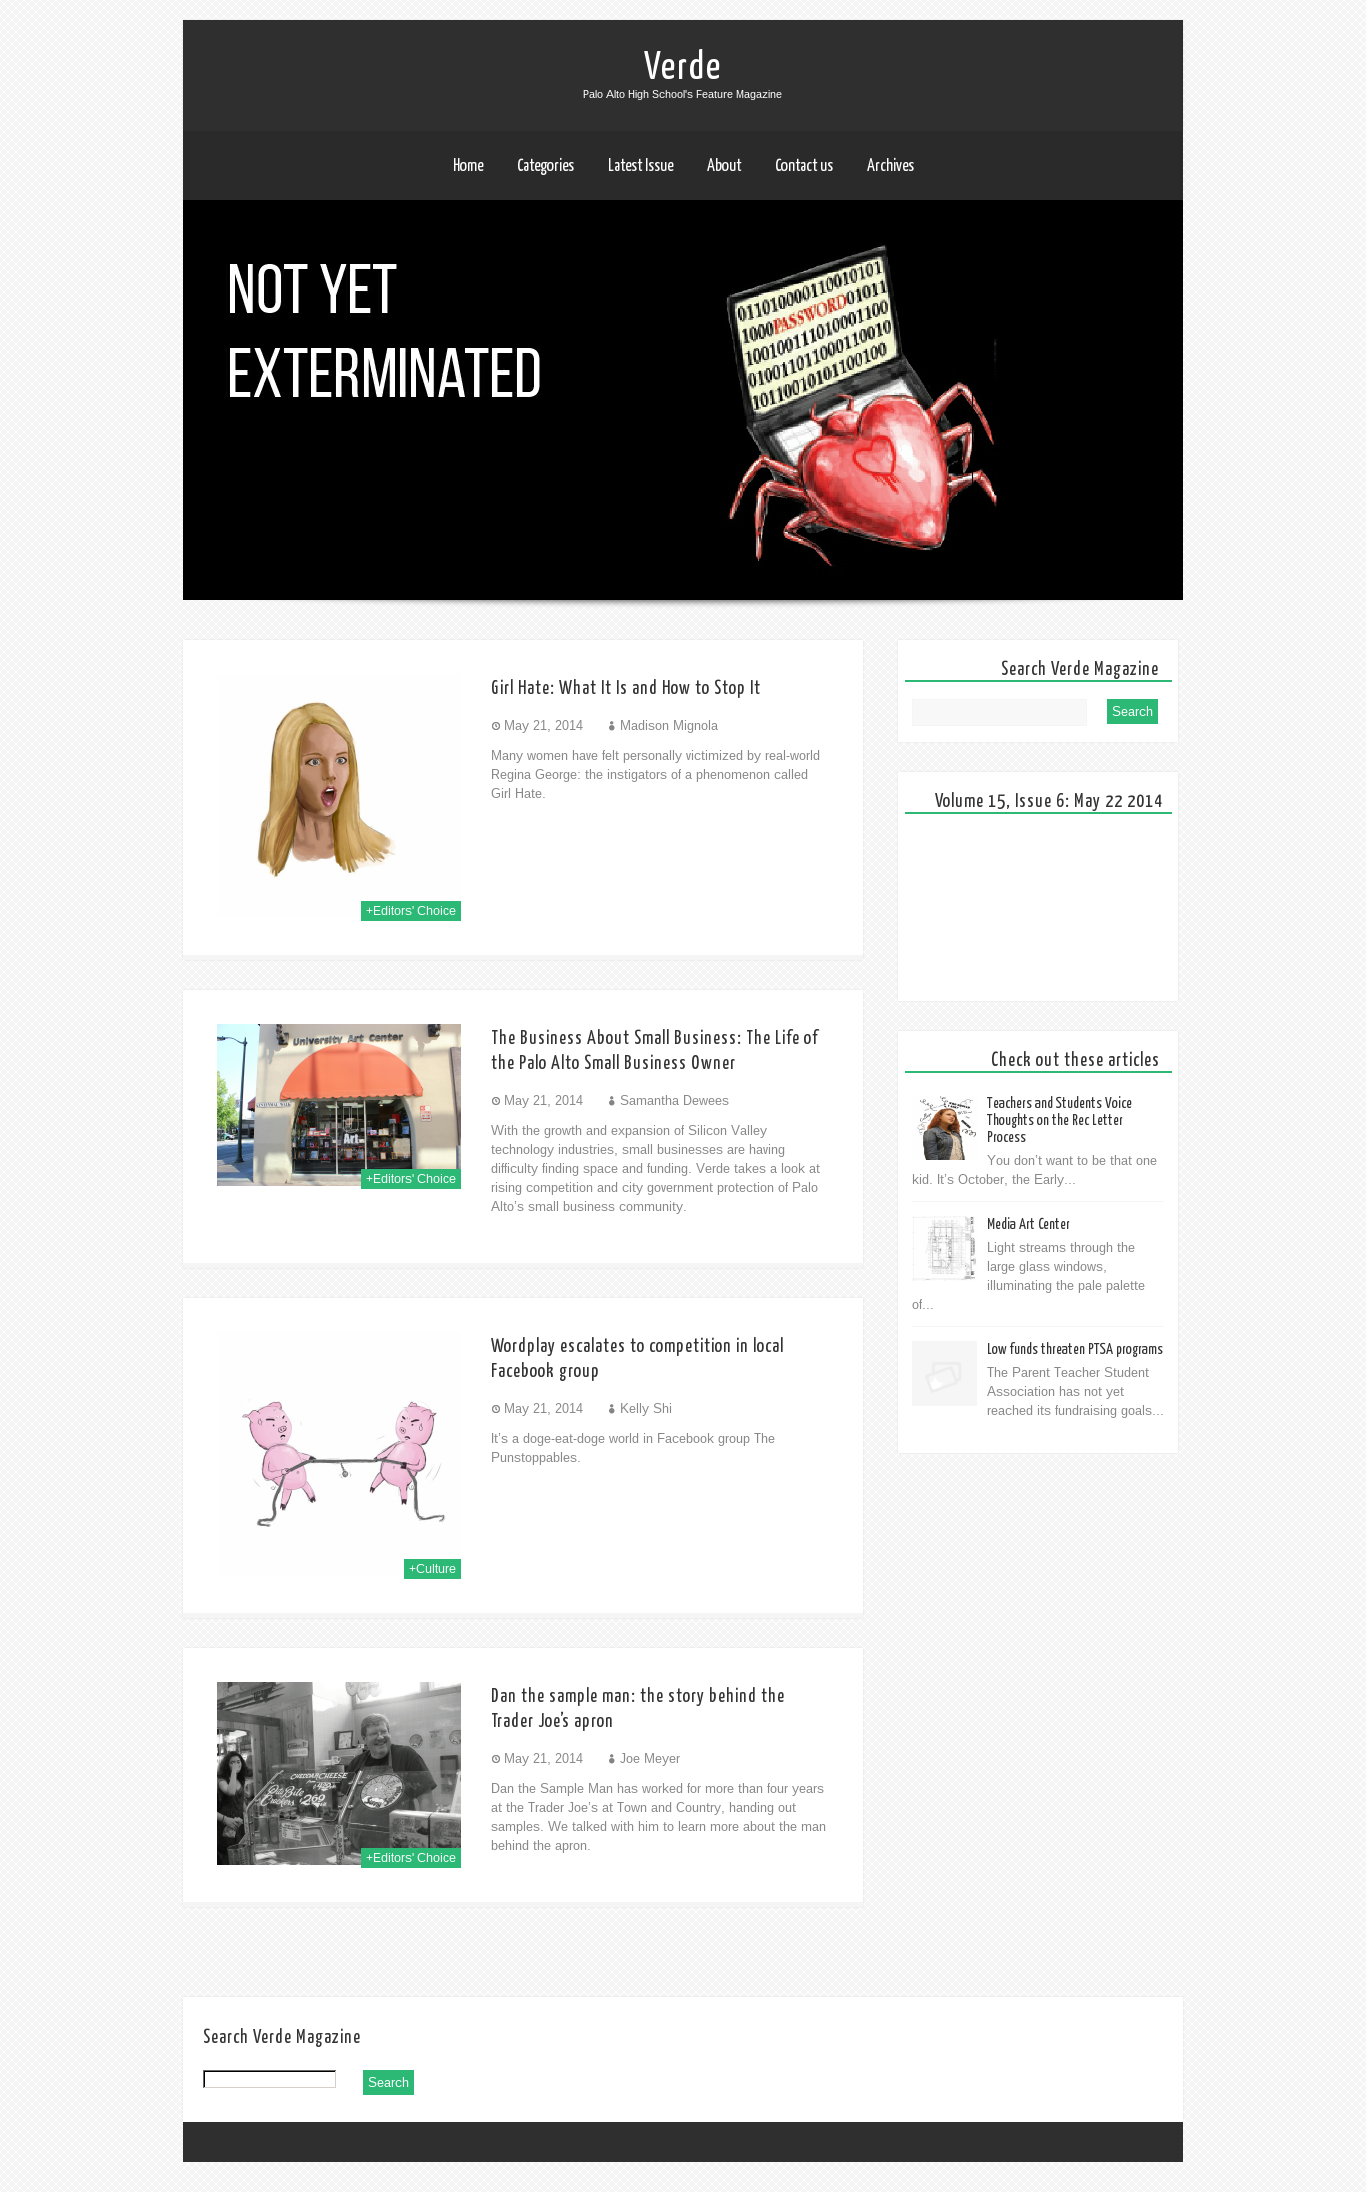 Verde
Palo Alto High School's Feature Magazine
Home Categories Latest Issue About Contact us Archives
NOT YET
EXTERMINATED
01101000011001010
1000PASSWORD01011
Girl Hate: What It Is and How to Stop It
May 21, 2014 Madison Mignola
Many women have felt personally victimized by real-world
Regina George: the instigators of a phenomenon called
Girl Hate.
+Editors' Choice
University Art Center
Art
The Business About Small Business: The Life of
the Palo Alto Small Business Owner
May 21, 2014 Samantha Dewees
With the growth and expansion of Silicon Valley
technology industries, small businesses are having
difficulty finding space and funding. Verde takes a look at
rising competition and city government protection of Palo
Alto’s small business community.
+Editors' Choice
Wordplay escalates to competition in local
Facebook group
May 21, 2014 Kelly Shi
It’s a doge-eat-doge world in Facebook group The
Punstoppables.
+Culture
CHEDDAR CHEESE
Crackers 2.69
Dan the sample man: the story behind the
Trader Joe’s apron
May 21, 2014 Joe Meyer
Dan the Sample Man has worked for more than four years
at the Trader Joe’s at Town and Country, handing out
samples. We talked with him to learn more about the man
behind the apron.
+Editors' Choice
Search Verde Magazine
Search
Volume 15, Issue 6: May 22 2014
Check out these articles
Teachers and Students Voice
Thoughts on the Rec Letter
Process
You don’t want to be that one
kid. It’s October, the Early...
Media Art Center
Light streams through the
large glass windows,
illuminating the pale palette
of...
Low funds threaten PTSA programs
The Parent Teacher Student
Association has not yet
reached its fundraising goals...
Search Verde Magazine
Search